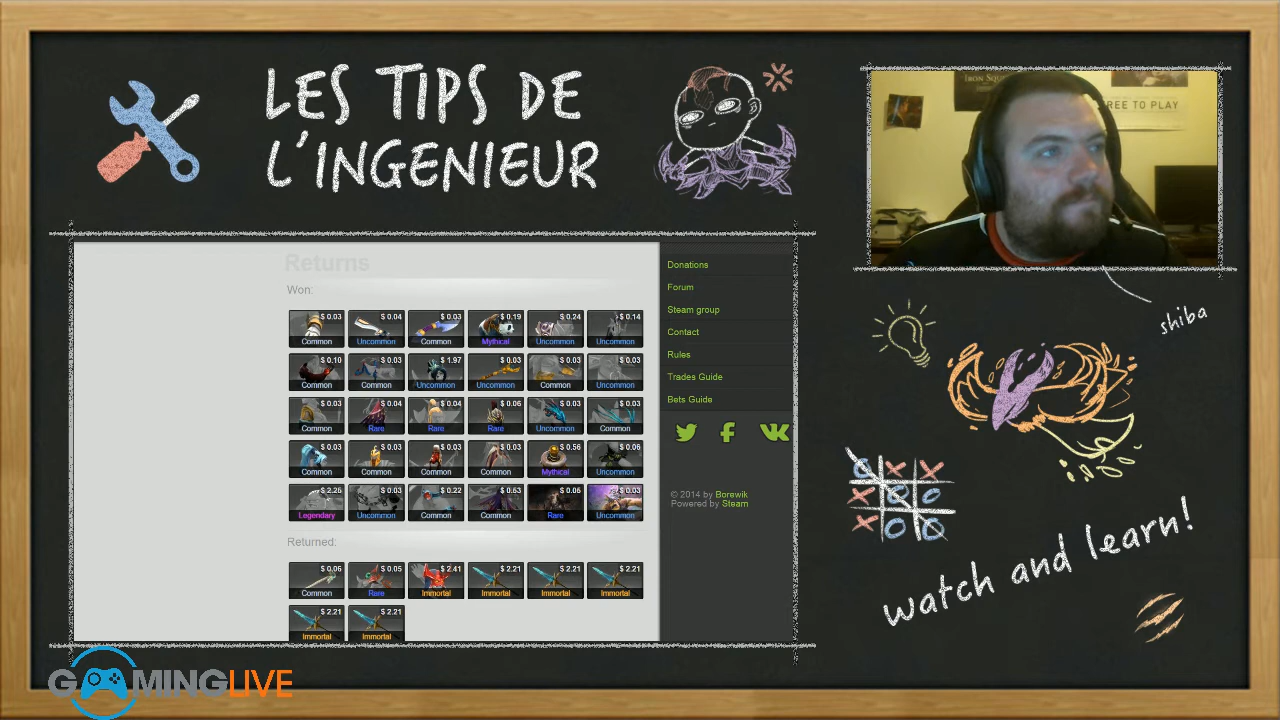 LES TIPS DE
L'INGENIEUR
IRON SQU
FREE TO PLAY
shiba
Returns
Won:
$ 0.03 $ 0.04 $ 0.03 $ 0.19 $ 0.24 $ 0.14
Common Uncommon Common Mythical Uncommon Uncommon
$ 0.10 $ 0.03 $ 1.97 $ 0.03 $ 0.03 $ 0.03
Common Common Uncommon Uncommon Common Uncommon
$ 0.03 $ 0.04 $ 0.04 $ 0.06 $ 0.03 $ 0.03
Common Rare Rare Rare Uncommon Common
$ 0.03 $ 0.03 $ 0.03 $ 0.03 $ 0.56 $ 0.06
Common Common Common Common Mythical Uncommon
$ 2.25 $ 0.03 $ 0.22 $ 0.53 $ 0.05 $ 0.03
Legendary Uncommon Common Common Rare Uncommon
Returned:
$ 0.06 $ 0.05 $ 2.41 $ 2.21 $ 2.21 $ 2.21
Common Rare Immortal Immortal Immortal Immortal
$ 2.21 $ 2.21
Immortal Immortal
Donations
Forum
Steam group
Contact
Rules
Trades Guide
Bets Guide
© 2014 by Borewik
Powered by Steam
O X X
X O O
X O O
watch and learn!
GAMINGLIVE